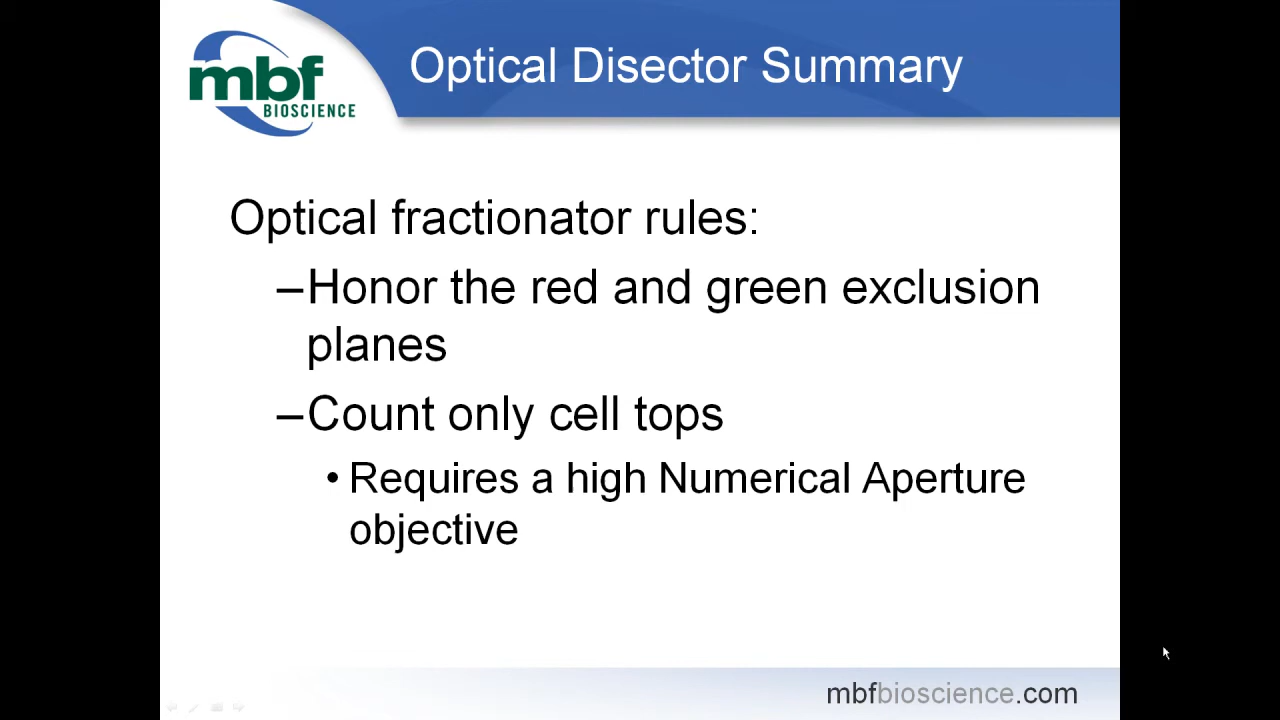 mbf
BIOSCIENCE
Optical Disector Summary
Optical fractionator rules:
–Honor the red and green exclusion
planes
–Count only cell tops
• Requires a high Numerical Aperture
objective
mbfbioscience.com